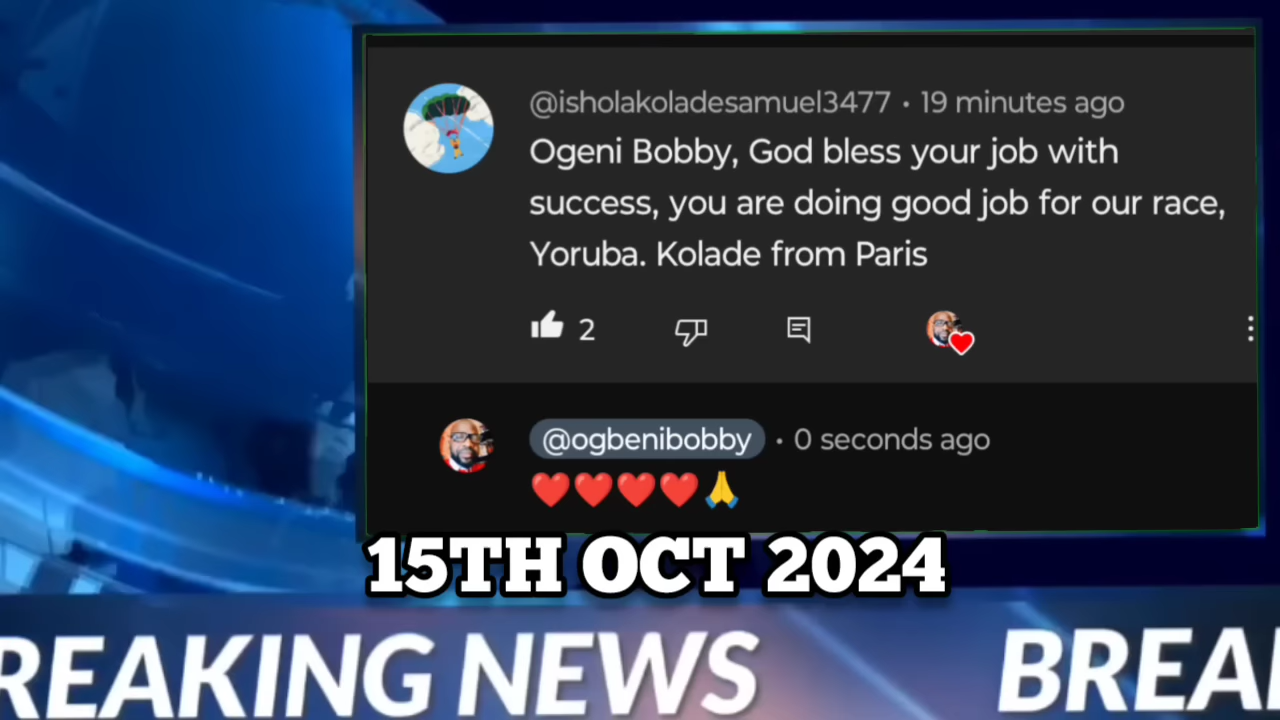 @isholakoladesamuel3477 • 19 minutes ago
Ogeni Bobby, God bless your job with
success, you are doing good job for our race,
Yoruba. Kolade from Paris
2
@ogbenibobby • 0 seconds ago
❤️❤️❤️❤️🙏
15TH OCT 2024
REAKING NEWS BREA